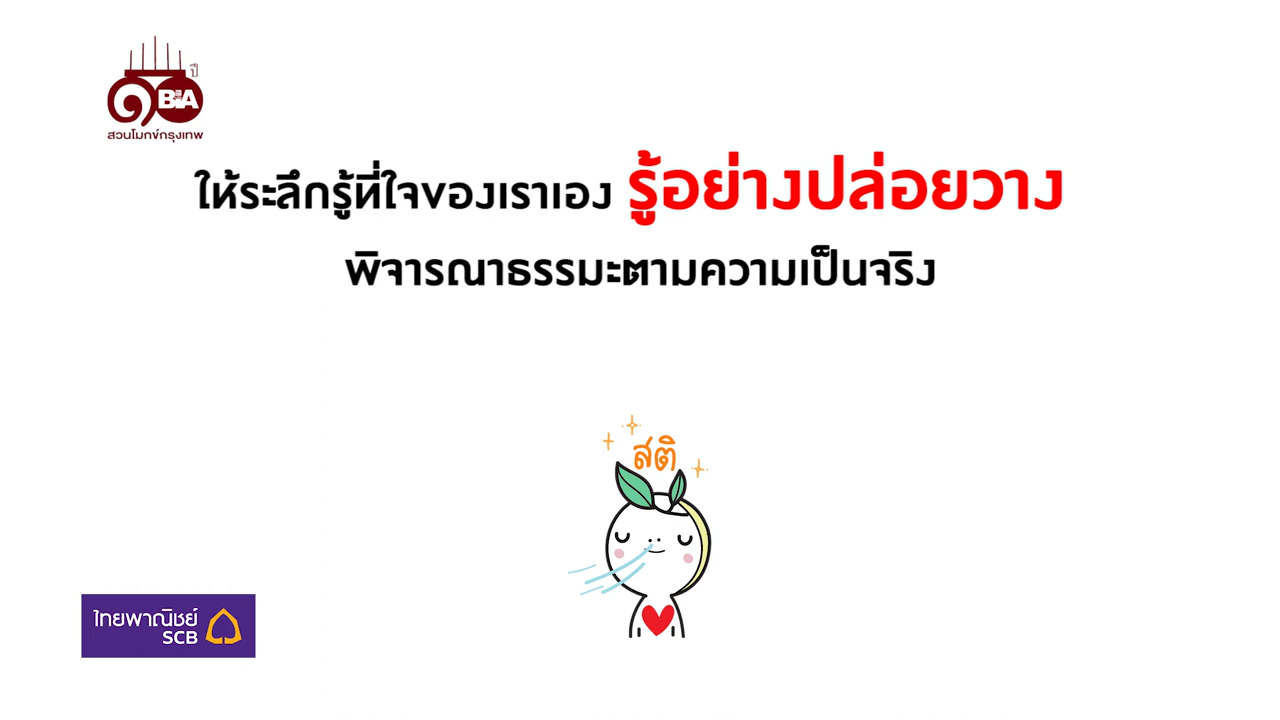 ๑๐ ปี
BIA
สวนโมกข์กรุงเทพ
ให้ระลึกรู้ที่ใจของเราเอง รู้อย่างปล่อยวาง
พิจารณาธรรมะตามความเป็นจริง
สติ
ไทยพาณิชย์
SCB